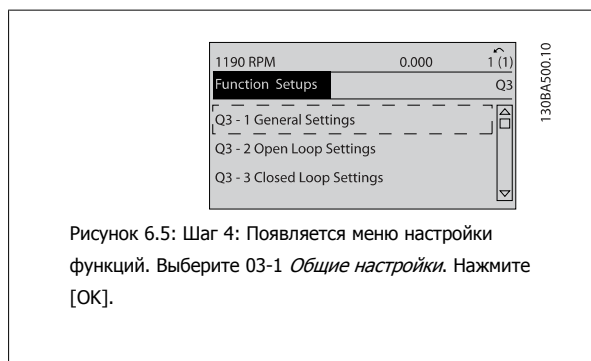 1190 RPM 0.000 1 (1)
Function Setups Q3
Q3 - 1 General Settings
Q3 - 2 Open Loop Settings
Q3 - 3 Closed Loop Settings
130BA500.10
Рисунок 6.5: Шаг 4: Появляется меню настройки
функций. Выберите 03-1 Общие настройки. Нажмите
[OK].